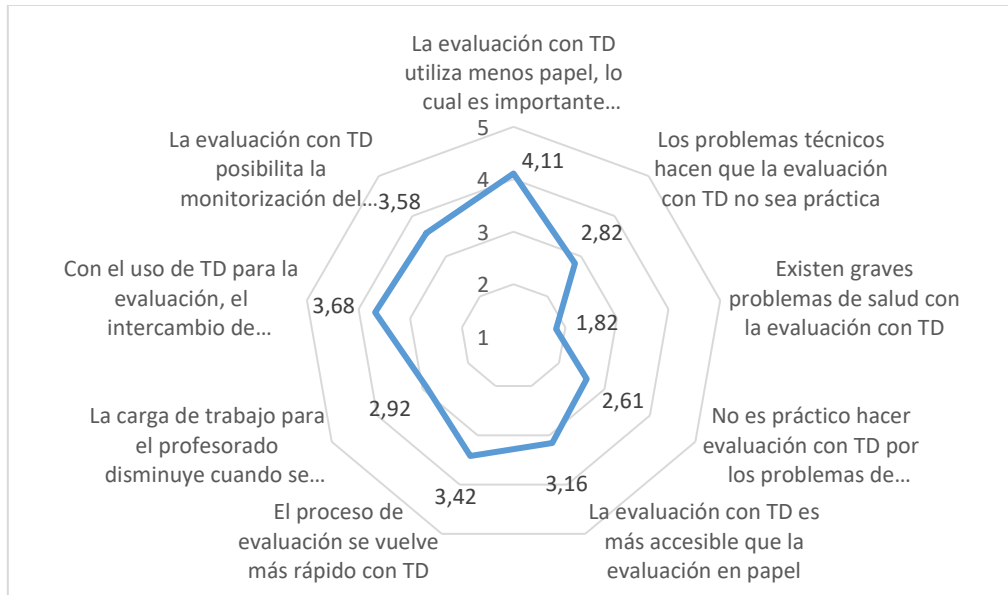 La evaluación con TD
utiliza menos papel, lo
cual es importante...
Los problemas técnicos
hacen que la evaluación
con TD no sea práctica
Existen graves
problemas de salud con
la evaluación con TD
No es práctico hacer
evaluación con TD por
los problemas de...
La evaluación con TD es
más accesible que la
evaluación en papel
El proceso de
evaluación se vuelve
más rápido con TD
La carga de trabajo para
el profesorado
disminuye cuando se...
Con el uso de TD para la
evaluación, el
intercambio de...
La evaluación con TD
posibilita la
monitorización del...
5
4
3
2
1
4,11
2,82
1,82
2,61
3,16
3,42
2,92
3,68
3,58